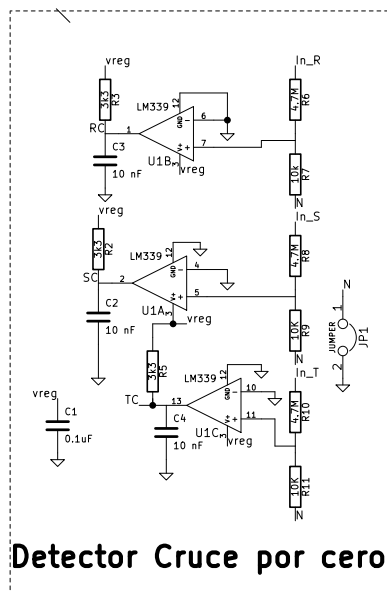 vreg
In_R
3k3
R3
LM339
12
GND
6
4.7M
R6
RC
1
7
V+
3
C3
U1B
vreg
10 nF
10k
R7
N
vreg
In_S
3k3
R2
LM339
12
GND
4
4.7M
R8
SC
2
5
V+
3
C2
U1A
vreg
10 nF
10K
R9
N
N
1
JUMPER
JP1
2
3k3
R5
LM339
12
GND
10
In_T
4.7M
R10
TC
13
11
V+
3
C4
U1C
vreg
10 nF
vreg
C1
0.1uF
10K
R11
N
Detector Cruce por cero